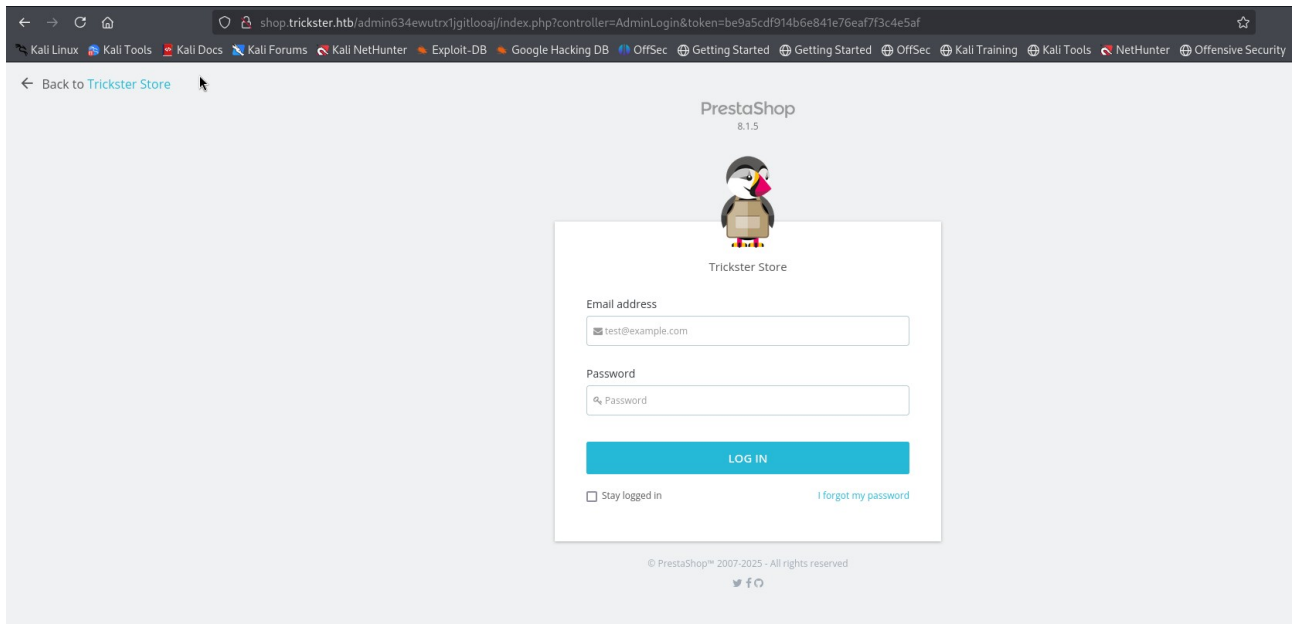 shop.trickster.htb/admin634ewutrx1jgitlooaj/index.php?controller=AdminLogin&token=be9a5cdf914b6e841e76eaf7f3c4e5af
Kali Linux Kali Tools Kali Docs Kali Forums Kali NetHunter Exploit-DB Google Hacking DB OffSec Getting Started Getting Started OffSec Kali Training Kali Tools NetHunter Offensive Security
Back to Trickster Store
PrestaShop
8.1.5
Trickster Store
Email address
test@example.com
Password
Password
LOG IN
Stay logged in I forgot my password
© PrestaShop™ 2007-2025 - All rights reserved